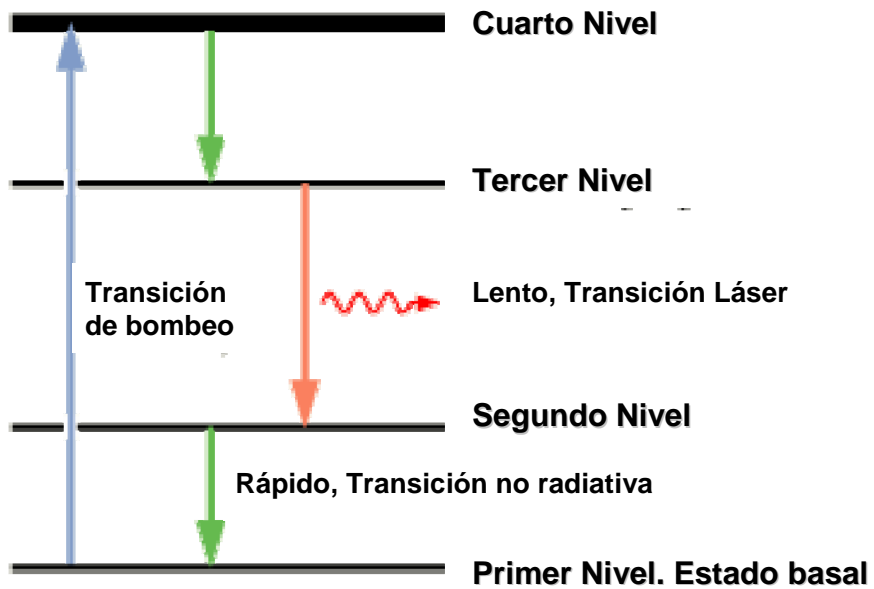 Cuarto Nivel
Tercer Nivel
Transición
de bombeo
Lento, Transición Láser
Segundo Nivel
Rápido, Transición no radiativa
Primer Nivel. Estado basal